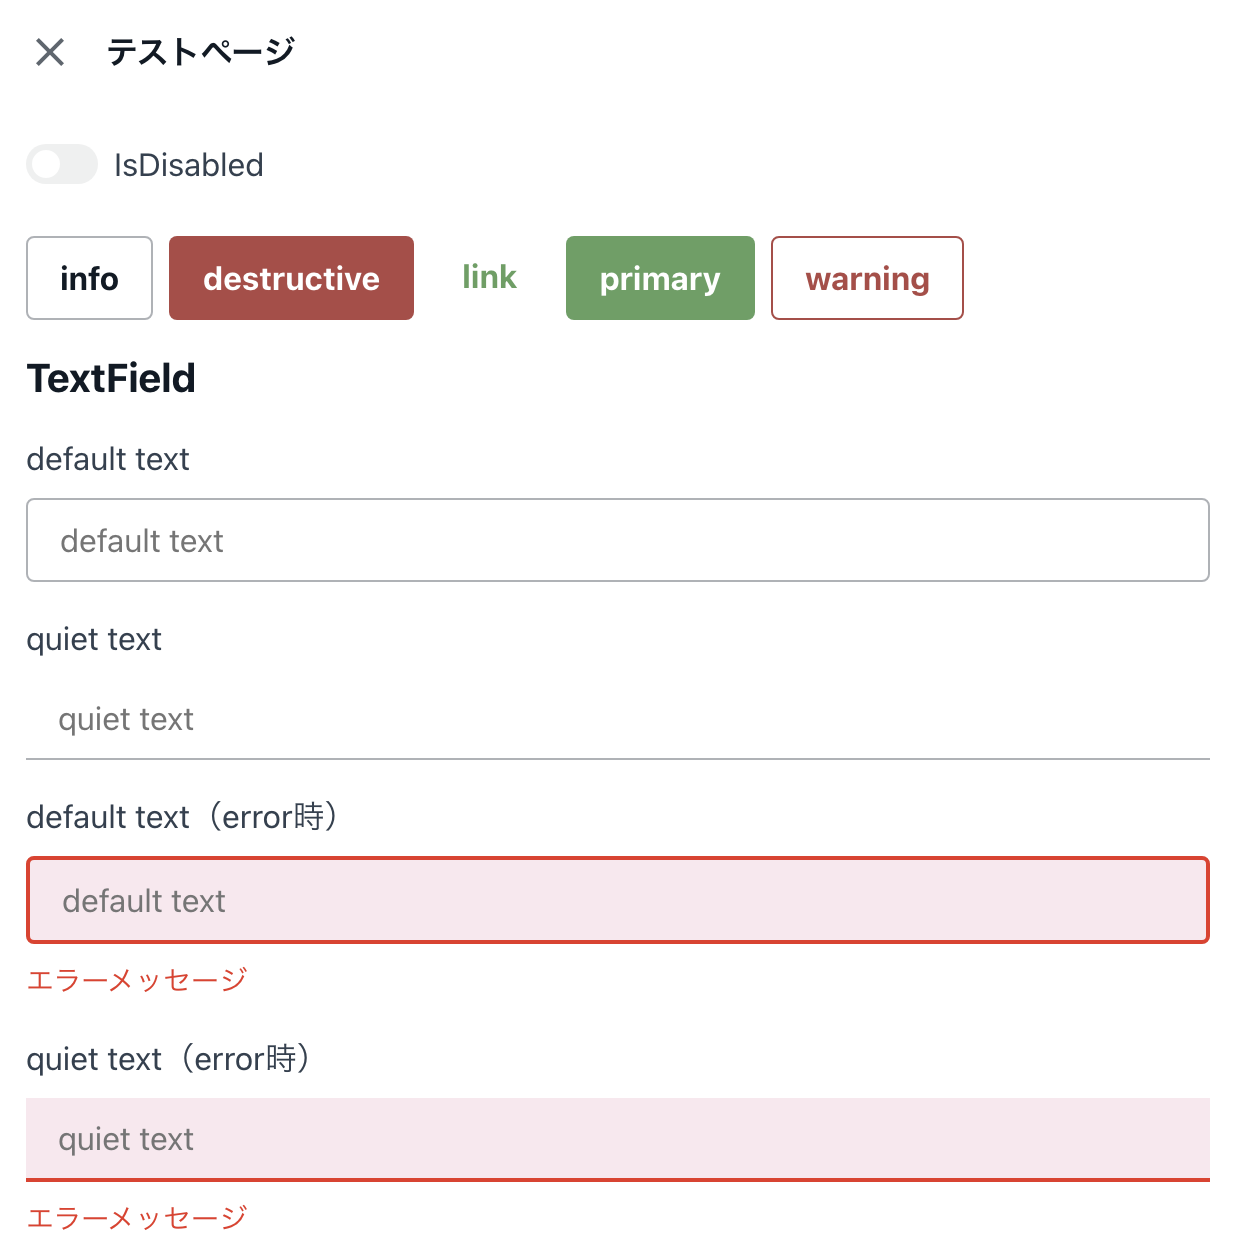 テストページ
IsDisabled
info destructive link primary warning
TextField
default text
default text
quiet text
quiet text
default text（error時）
default text
エラーメッセージ
quiet text（error時）
quiet text
エラーメッセージ